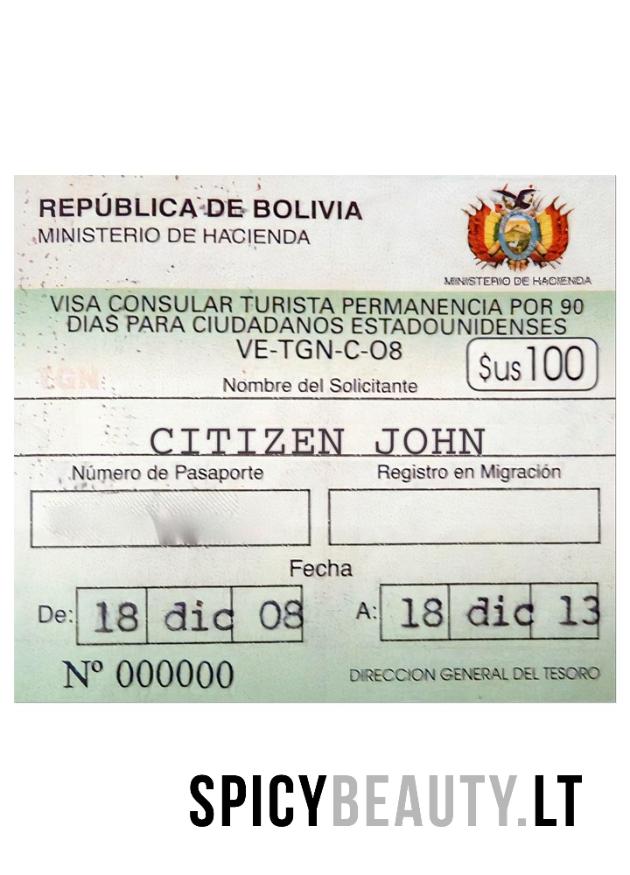 REPÚBLICA DE BOLIVIA
MINISTERIO DE HACIENDA
MINISTERIO DE HACIENDA
VISA CONSULAR TURISTA PERMANENCIA POR 90
DIAS PARA CIUDADANOS ESTADOUNIDENSES
VE-TGN-C-08
$us100
TGN
Nombre del Solicitante
CITIZEN JOHN
Número de Pasaporte
Registro en Migración
Fecha
De: 18 dic 08
A: 18 dic 13
Nº 000000
DIRECCION GENERAL DEL TESORO
SPICYBEAUTY.LT